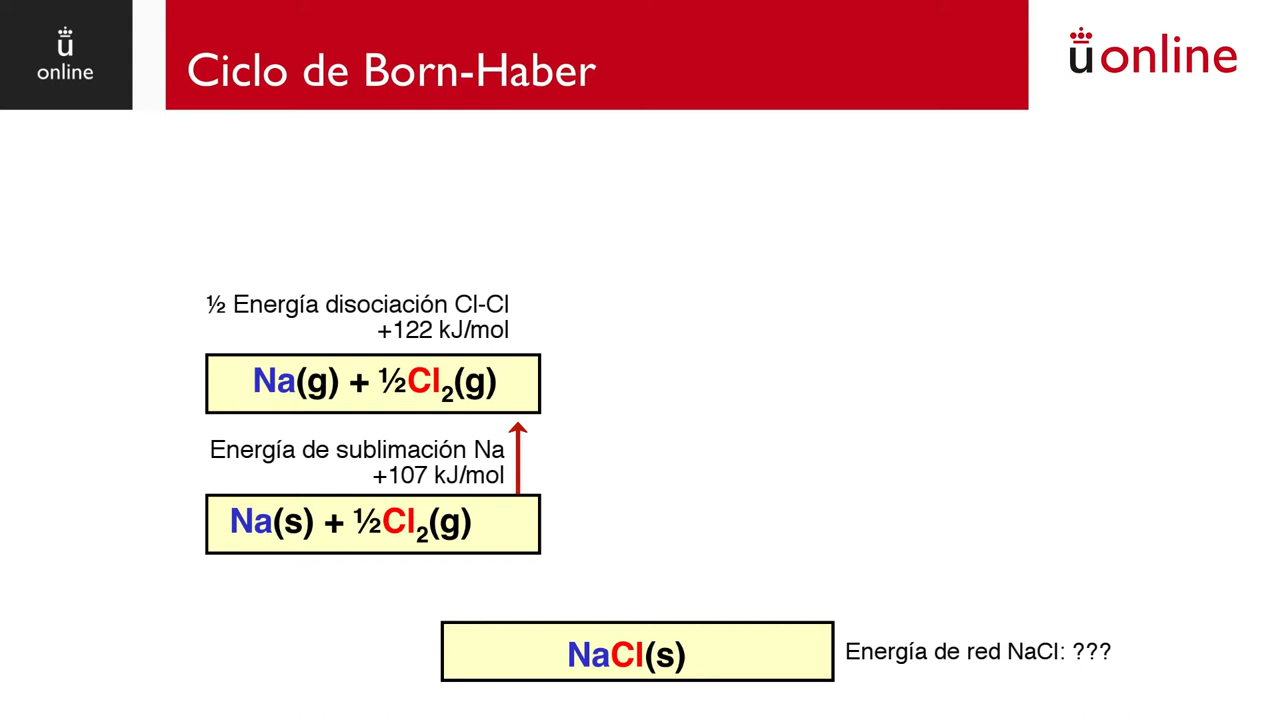 ü
online
Ciclo de Born-Haber
üonline
½ Energía disociación Cl-Cl
+122 kJ/mol
Na(g) + ½Cl₂(g)
Energía de sublimación Na
+107 kJ/mol
Na(s) + ½Cl₂(g)
NaCl(s)
Energía de red NaCl: ???